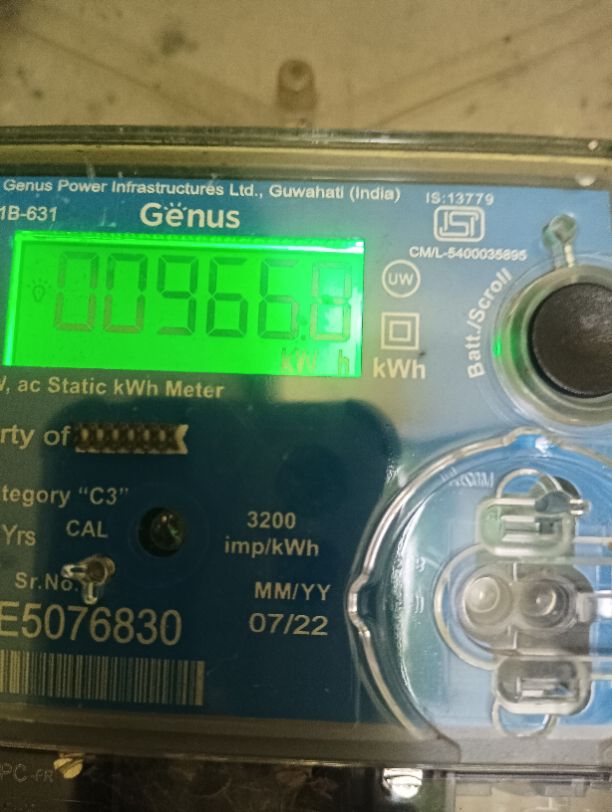 Genus Power Infrastructures Ltd., Guwahati (India)
IS:13779
1B-631
Genus
CM/L-5400035895
00966.8
kW h
UW
kWh
Batt./Scroll
, ac Static kWh Meter
rty of
tegory "C3"
Yrs CAL
3200
imp/kWh
Sr.No.
MM/YY
E5076830
07/22